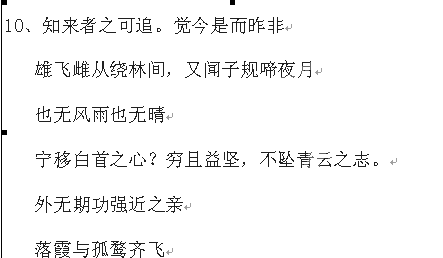 10、知来者之可追。觉今是而昨非
雄飞雌从绕林间，又闻子规啼夜月
也无风雨也无晴
宁移白首之心？穷且益坚，不坠青云之志。
外无期功强近之亲
落霞与孤鹜齐飞